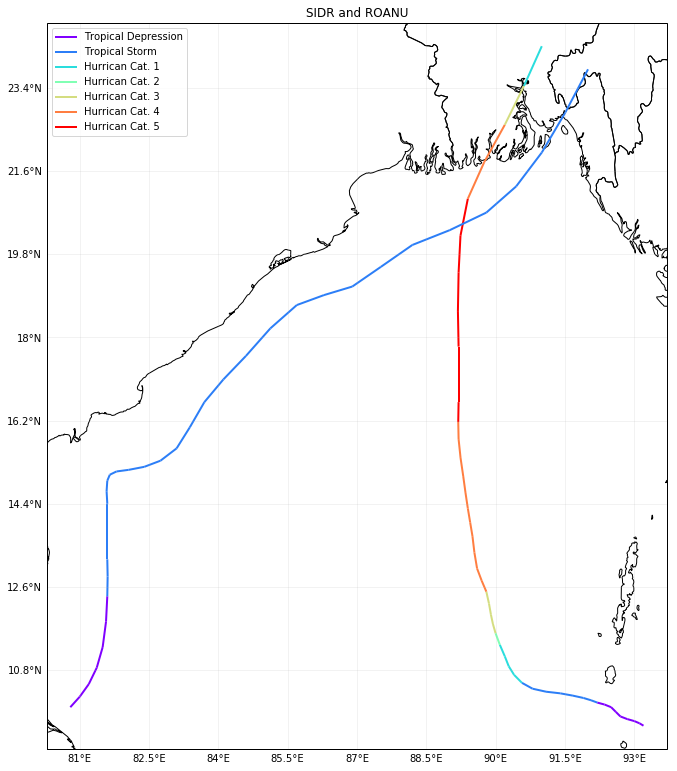 SIDR and ROANU
Tropical Depression
Tropical Storm
Hurrican Cat. 1
Hurrican Cat. 2
Hurrican Cat. 3
Hurrican Cat. 4
Hurrican Cat. 5
23.4°N
21.6°N
19.8°N
18°N
16.2°N
14.4°N
12.6°N
10.8°N
81°E 82.5°E 84°E 85.5°E 87°E 88.5°E 90°E 91.5°E 93°E